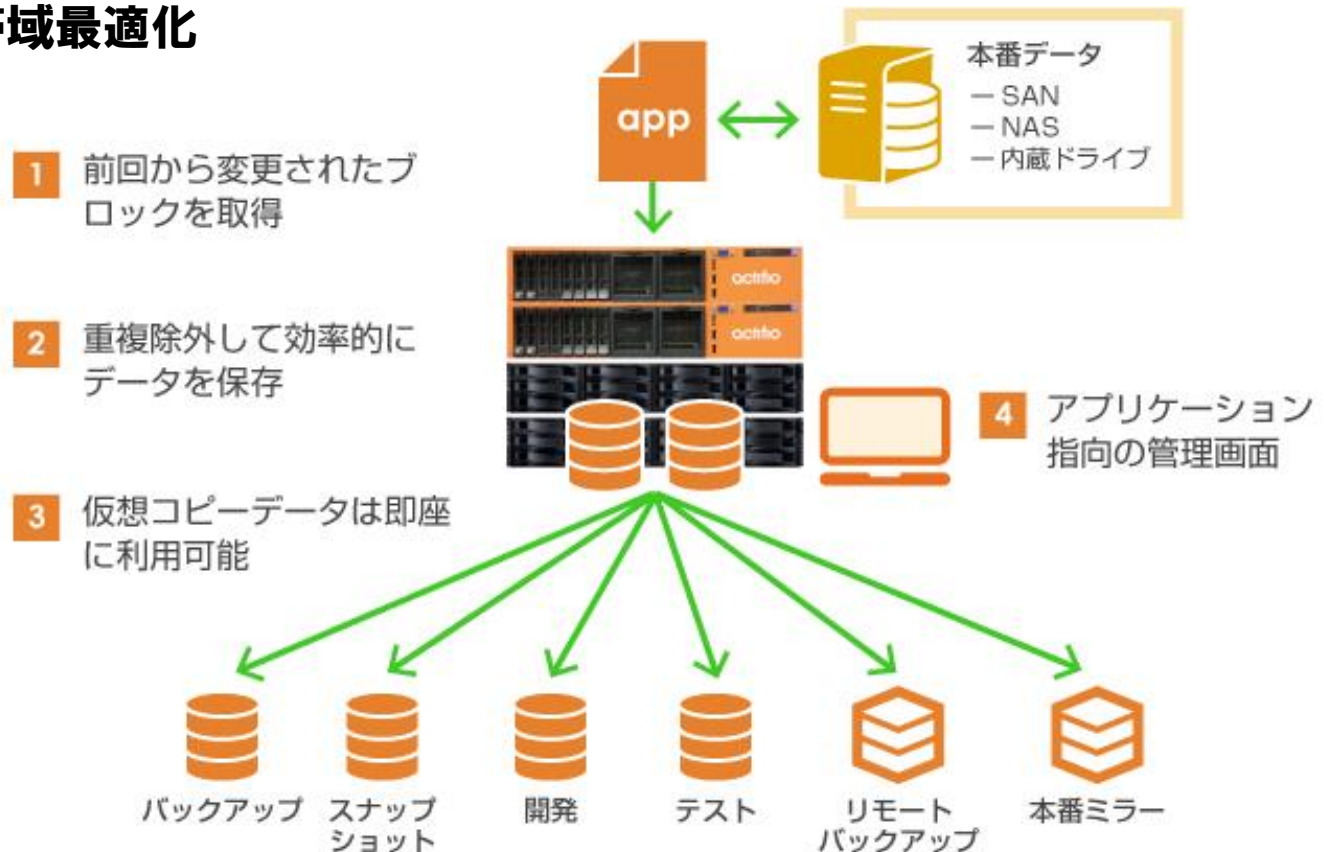 域最適化
app
本番データ
— SAN
— NAS
— 内蔵ドライブ
1 前回から変更されたブ
ロックを取得
actifio
actifio
2 重複除外して効率的に
データを保存
4 アプリケーション
指向の管理画面
3 仮想コピーデータは即座
に利用可能
バックアップ
スナップ
ショット
開発
テスト
リモート
バックアップ
本番ミラー